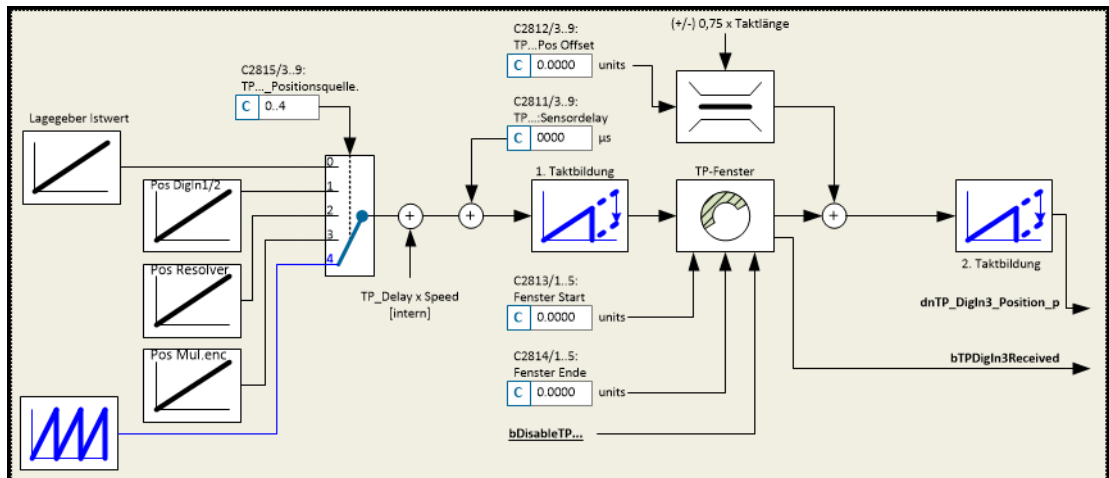 C2812/3..9:
TP...Pos Offset
C 0.0000 units
(+/-) 0,75 x Taktlänge
C2815/3..9:
TP..._Positionsquelle.
C 0..4
C2811/3..9:
TP...:Sensordelay
C 0000 µs
Lagegeber Istwert
1. Taktbildung
TP-Fenster
0
Pos DigIn1/2
1
2
3
4
+
+
+
Pos Resolver
2. Taktbildung
TP_Delay x Speed
[intern]
C2813/1..5:
Fenster Start
C 0.0000 units
dnTP_DigIn3_Position_p
Pos Mul.enc
C2814/1..5:
Fenster Ende
C 0.0000 units
bTPDigIn3Received
bDisableTP...